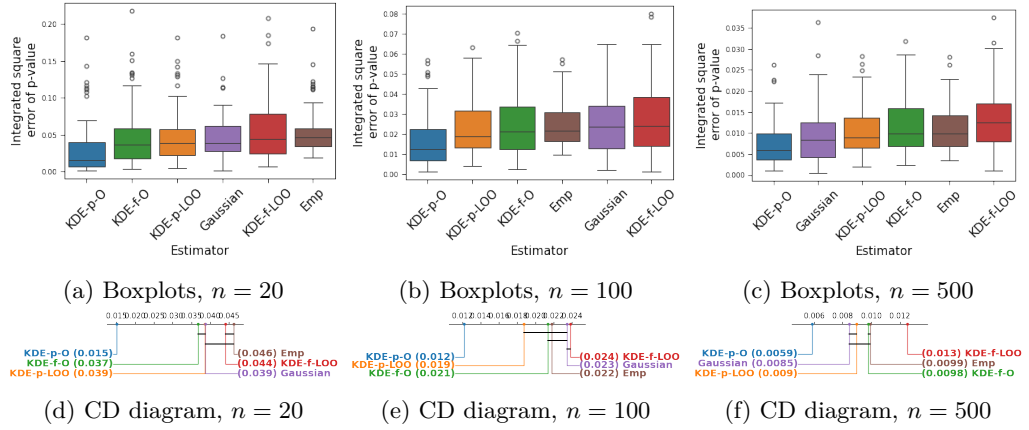 Integrated square
error of p-value
0.20
0.15
0.10
0.05
0.00
KDE-p-O
KDE-f-O
KDE-p-LOO
Gaussian
KDE-f-LOO
Emp
Estimator
Integrated square
error of p-value
0.10
0.08
0.06
0.04
0.02
0.00
KDE-p-O
KDE-p-LOO
KDE-f-O
Emp
Gaussian
KDE-f-LOO
Estimator
Integrated square
error of p-value
0.035
0.030
0.025
0.020
0.015
0.010
0.005
0.000
KDE-p-O
Gaussian
KDE-p-LOO
KDE-f-O
Emp
KDE-f-LOO
Estimator
(a) Boxplots, n = 20
(b) Boxplots, n = 100
(c) Boxplots, n = 500
0.015 0.020 0.025 0.030 0.035 0.040 0.045
KDE-p-O (0.015)
KDE-f-O (0.037)
KDE-p-LOO (0.039)
(0.046) Emp
(0.044) KDE-f-LOO
(0.039) Gaussian
0.012 0.014 0.016 0.018 0.020 0.022 0.024
KDE-p-O (0.012)
KDE-p-LOO (0.019)
KDE-f-O (0.021)
(0.024) KDE-f-LOO
(0.023) Gaussian
(0.022) Emp
0.006 0.008 0.010 0.012
KDE-p-O (0.0059)
Gaussian (0.0085)
KDE-p-LOO (0.009)
(0.013) KDE-f-LOO
(0.0099) Emp
(0.0098) KDE-f-O
(d) CD diagram, n = 20
(e) CD diagram, n = 100
(f) CD diagram, n = 500